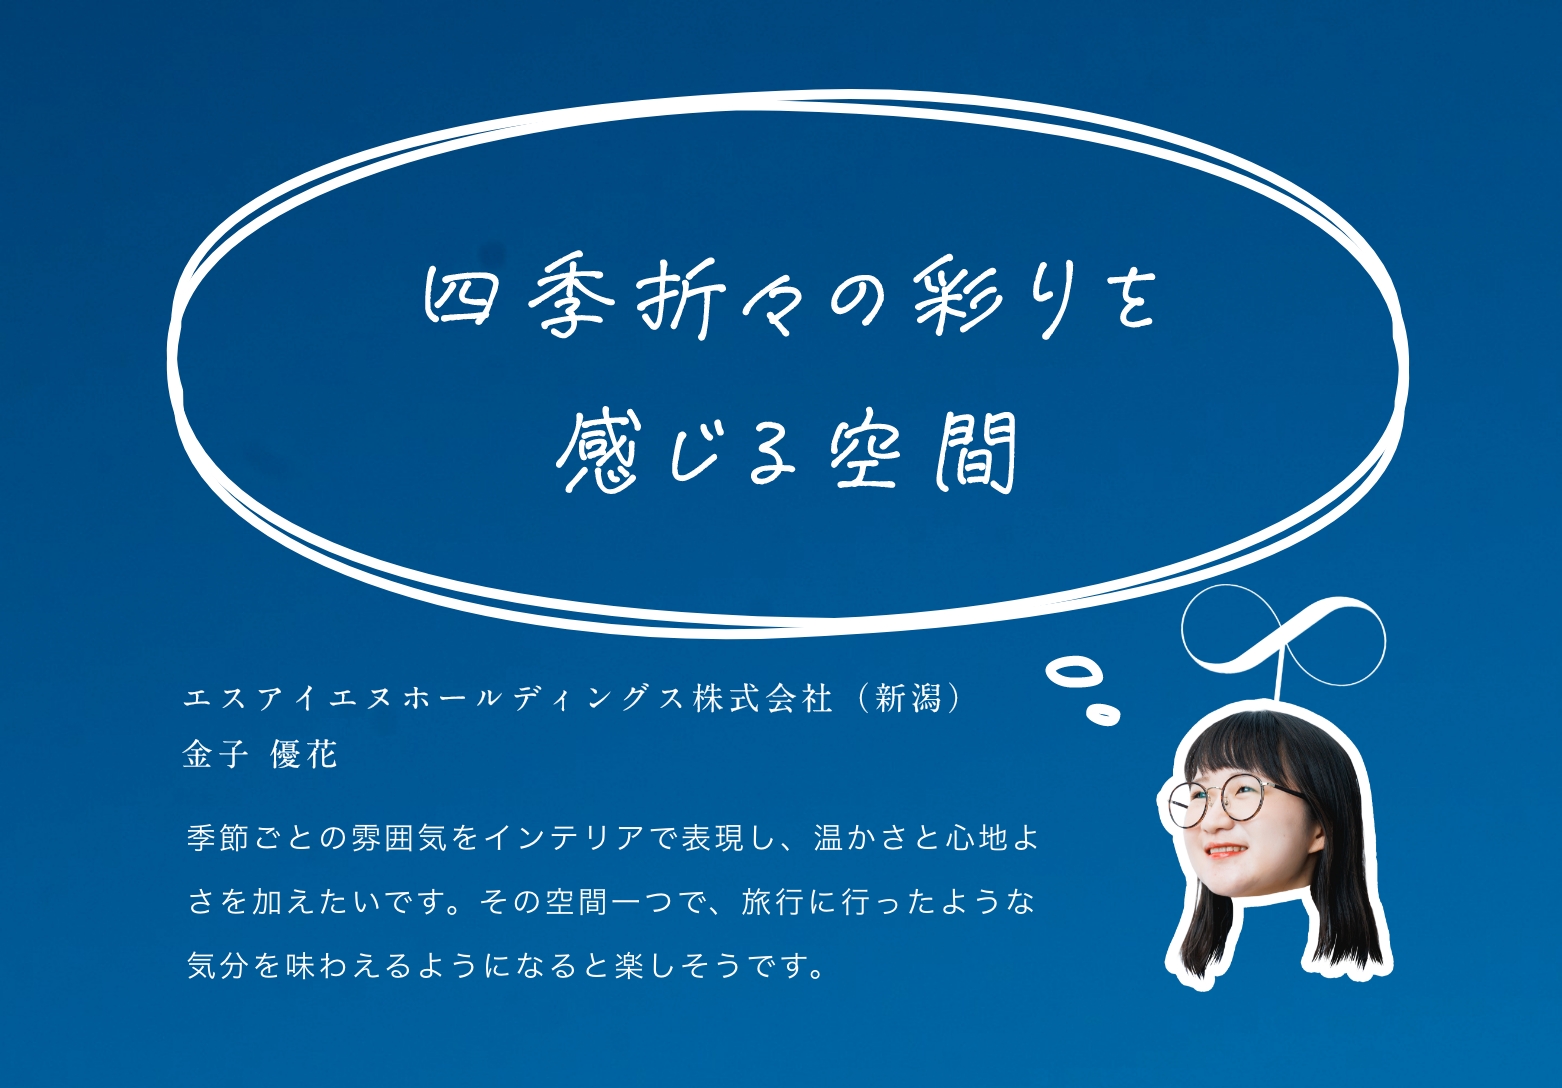 四季折々の彩りを
感じる空間
エスアイエヌホールディングス株式会社（新潟）
金子 優花
季節ごとの雰囲気をインテリアで表現し、温かさと心地よ
さを加えたいです。その空間一つで、旅行に行ったような
気分を味わえるようになると楽しそうです。